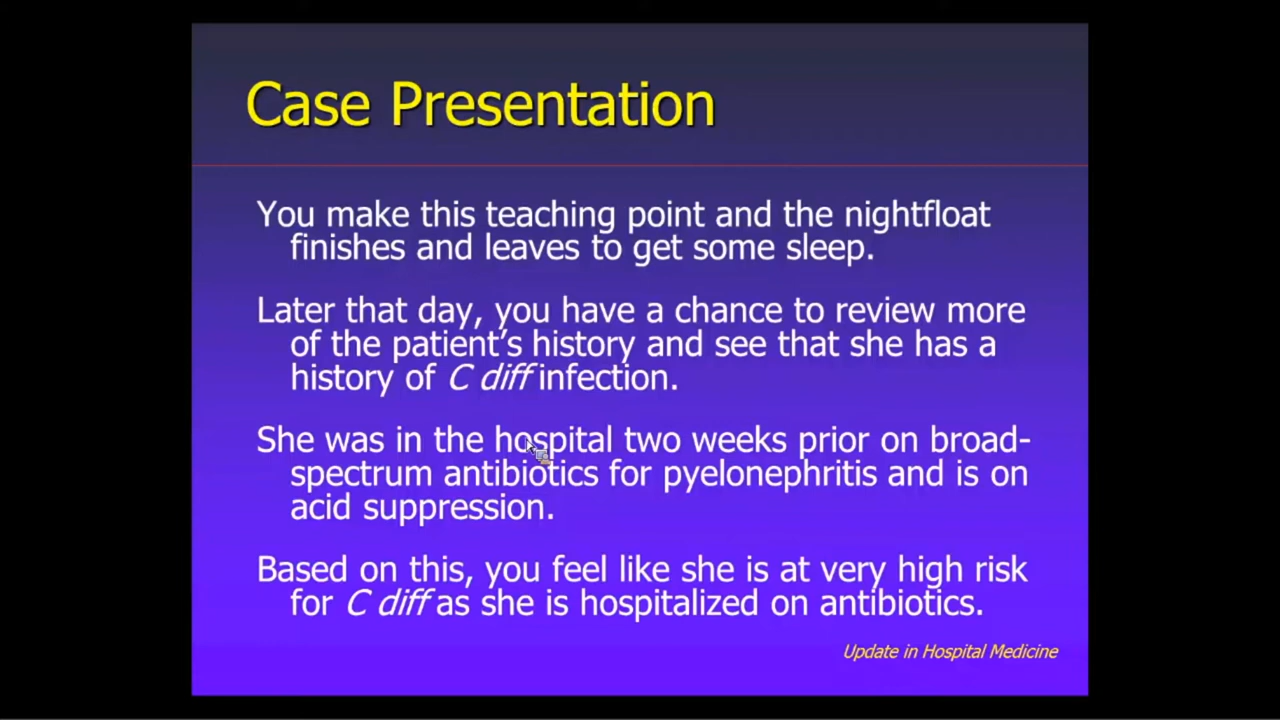 Case Presentation
You make this teaching point and the nightfloat
finishes and leaves to get some sleep.
Later that day, you have a chance to review more
of the patient’s history and see that she has a
history of C diff infection.
She was in the hospital two weeks prior on broad-
spectrum antibiotics for pyelonephritis and is on
acid suppression.
Based on this, you feel like she is at very high risk
for C diff as she is hospitalized on antibiotics.
Update in Hospital Medicine